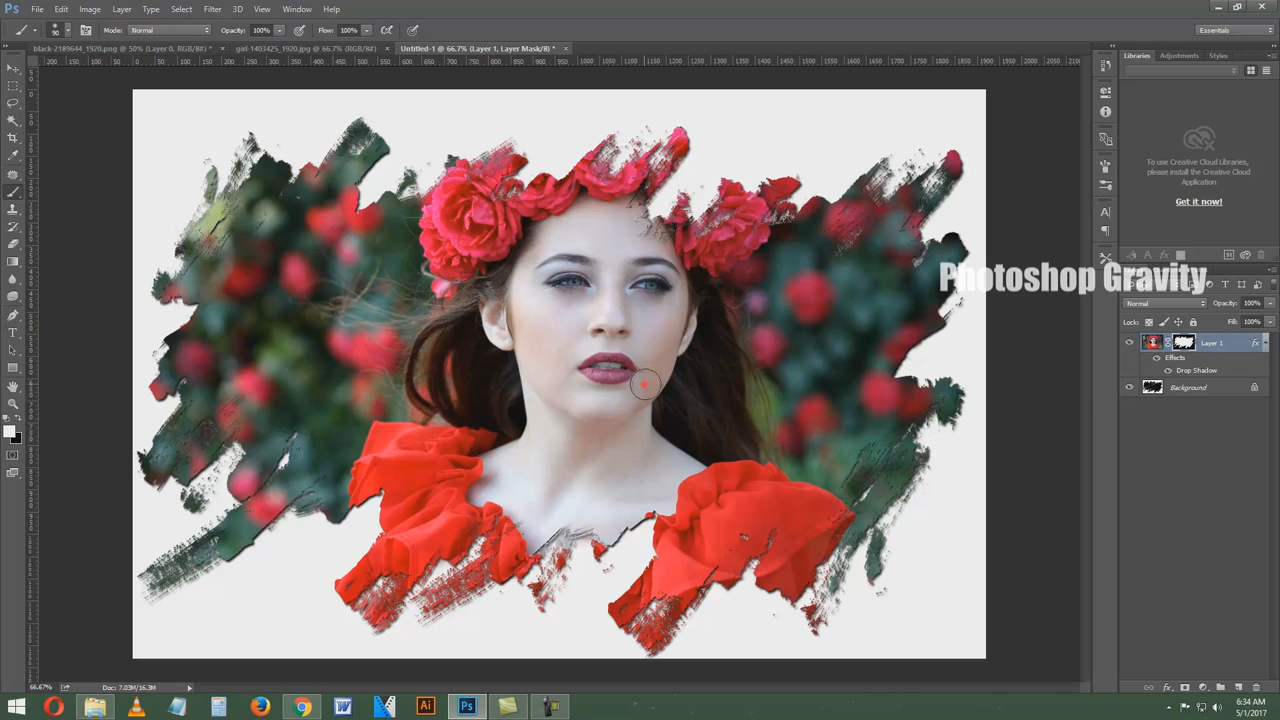 Ps File Edit Image Layer Type Select Filter 3D View Window Help
90 Mode: Normal Opacity: 100% Flow: 100% Essentials
black-2189644_1920.png @ 50% (Layer 0, RGB/8#) * × girl-1403425_1920.jpg @ 66.7% (RGB/8#) × Untitled-1 @ 66.7% (Layer 1, Layer Mask/8) * ×
Libraries Adjustments Styles
To use Creative Cloud Libraries,
please install the Creative Cloud
Application
Get it now!
Photoshop Gravity
Normal Opacity: 100%
Lock: Fill: 100%
Layer 1 fx
Effects
Drop Shadow
Background
66.67% Doc: 7.03M/16.3M
W Ai Ps
6:34 AM
5/1/2017